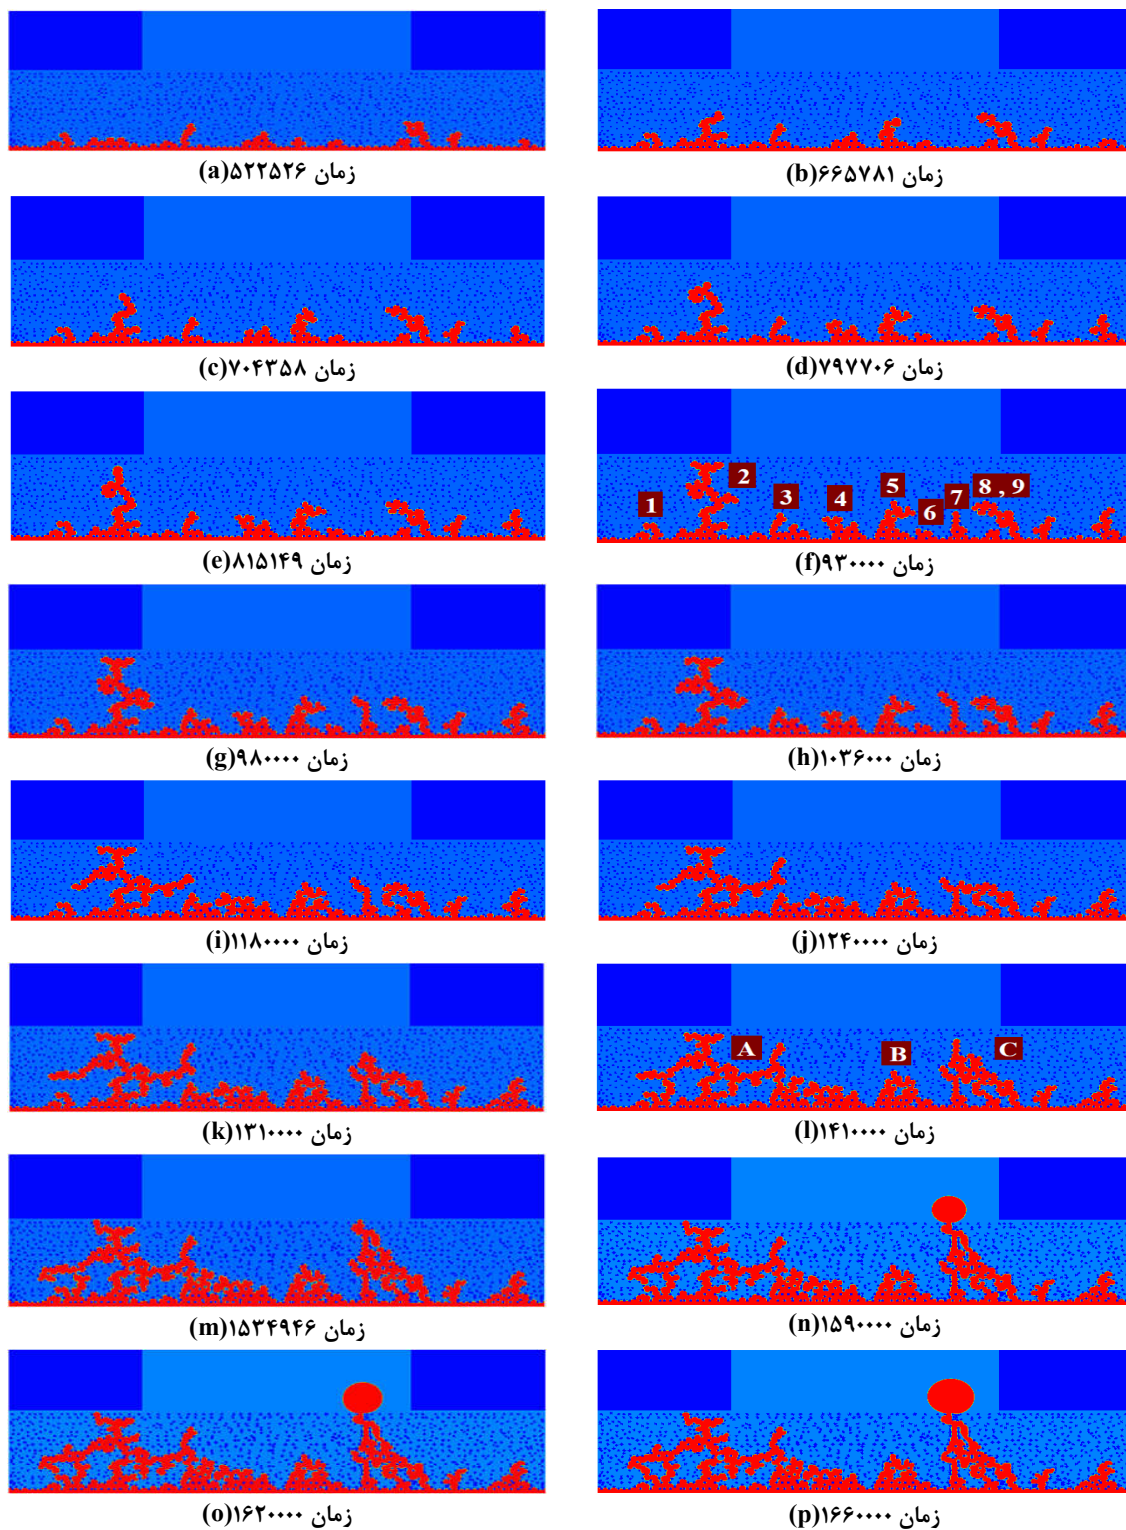 زمان ۵۲۲۵۲۶(a)
زمان ۶۶۵۷۸۱(b)
زمان ۷۰۴۳۵۸(c)
زمان ۷۹۷۷۰۶(d)
زمان ۸۱۵۱۴۹(e)
1 2 3 4 5 6 7 8 , 9
زمان ۹۳۰۰۰۰(f)
زمان ۹۸۰۰۰۰(g)
زمان ۱۰۳۶۰۰۰(h)
زمان ۱۱۸۰۰۰۰(i)
زمان ۱۲۴۰۰۰۰(j)
زمان ۱۳۱۰۰۰۰(k)
A B C
زمان ۱۴۱۰۰۰۰(l)
زمان ۱۵۳۴۹۴۶(m)
زمان ۱۵۹۰۰۰۰(n)
زمان ۱۶۲۰۰۰۰(o)
زمان ۱۶۶۰۰۰۰(p)